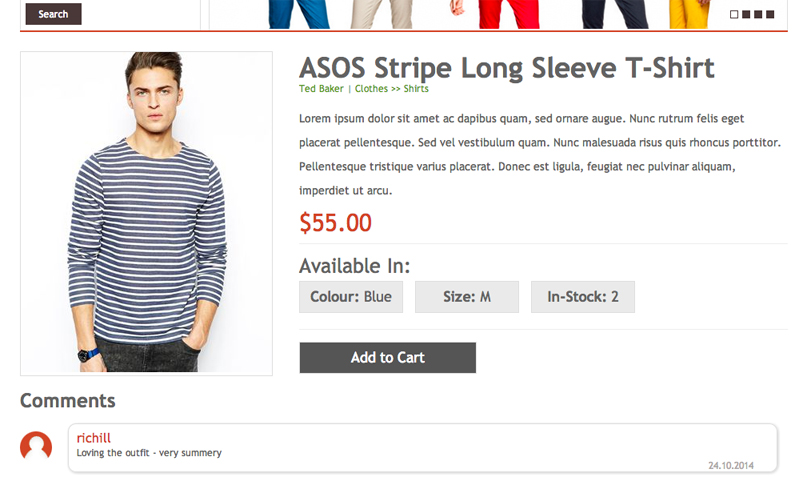 Search
ASOS Stripe Long Sleeve T-Shirt
Ted Baker | Clothes >> Shirts
Lorem ipsum dolor sit amet ac dapibus quam, sed ornare augue. Nunc rutrum felis eget
placerat pellentesque. Sed vel vestibulum quam. Nunc malesuada risus quis rhoncus porttitor.
Pellentesque tristique varius placerat. Donec est ligula, feugiat nec pulvinar aliquam,
imperdiet ut arcu.
$55.00
Available In:
Colour: Blue
Size: M
In-Stock: 2
Add to Cart
Comments
richill
Loving the outfit - very summery
24.10.2014